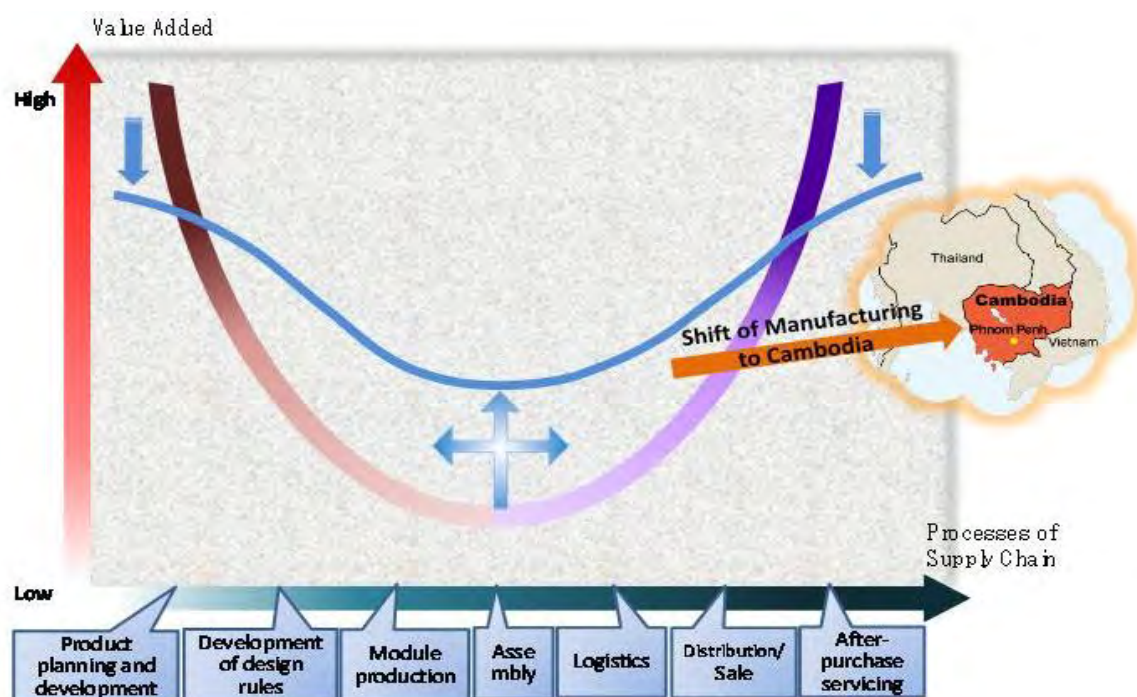 Value Added
High
Thailand
Cambodia
Shift of Manufacturing
Phnom Penh
to Cambodia
Vietnam
Processes of
Supply Chain
Low
Product
planning and
development
Development
of design
rules
Module
production
Asse
mbly
Logistics
Distribution/
Sale
After-
purchase
servicing